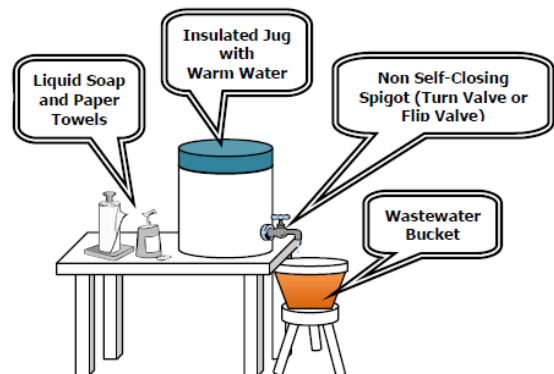 Insulated Jug
with
Warm Water
Liquid Soap
and Paper
Towels
Non Self-Closing
Spigot (Turn Valve or
Flip Valve)
Wastewater
Bucket